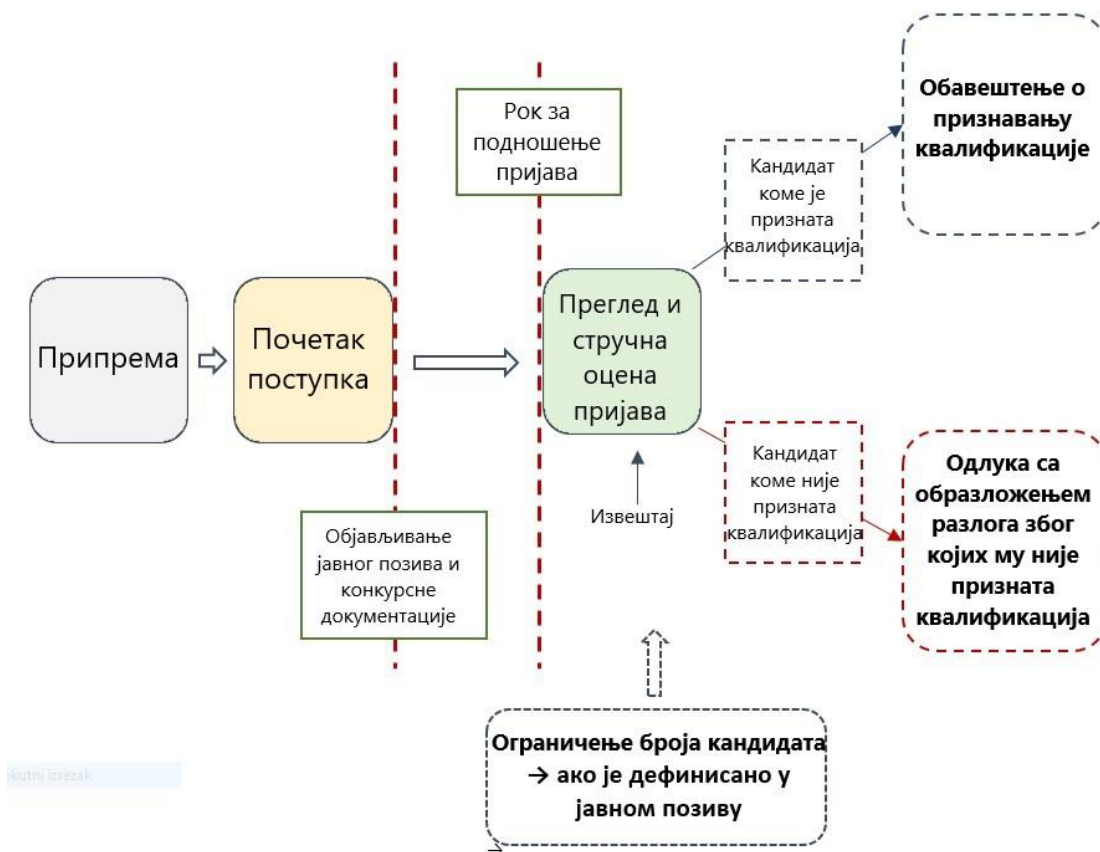 Рок за
подношење
пријава
Обавештење о
признавању
квалификације
Кандидат
коме је
призната
квалификација
Припрема
Почетак
поступка
Преглед и
стручна
оцена
пријава
Објављивање
јавног позива и
конкурсне
документације
Извештај
Кандидат
коме није
призната
квалификација
Одлука са
образложењем
разлога због
којих му није
призната
квалификација
Ограничење броја кандидата
→ ако је дефинисано у
јавном позиву
→
okutni izrezak